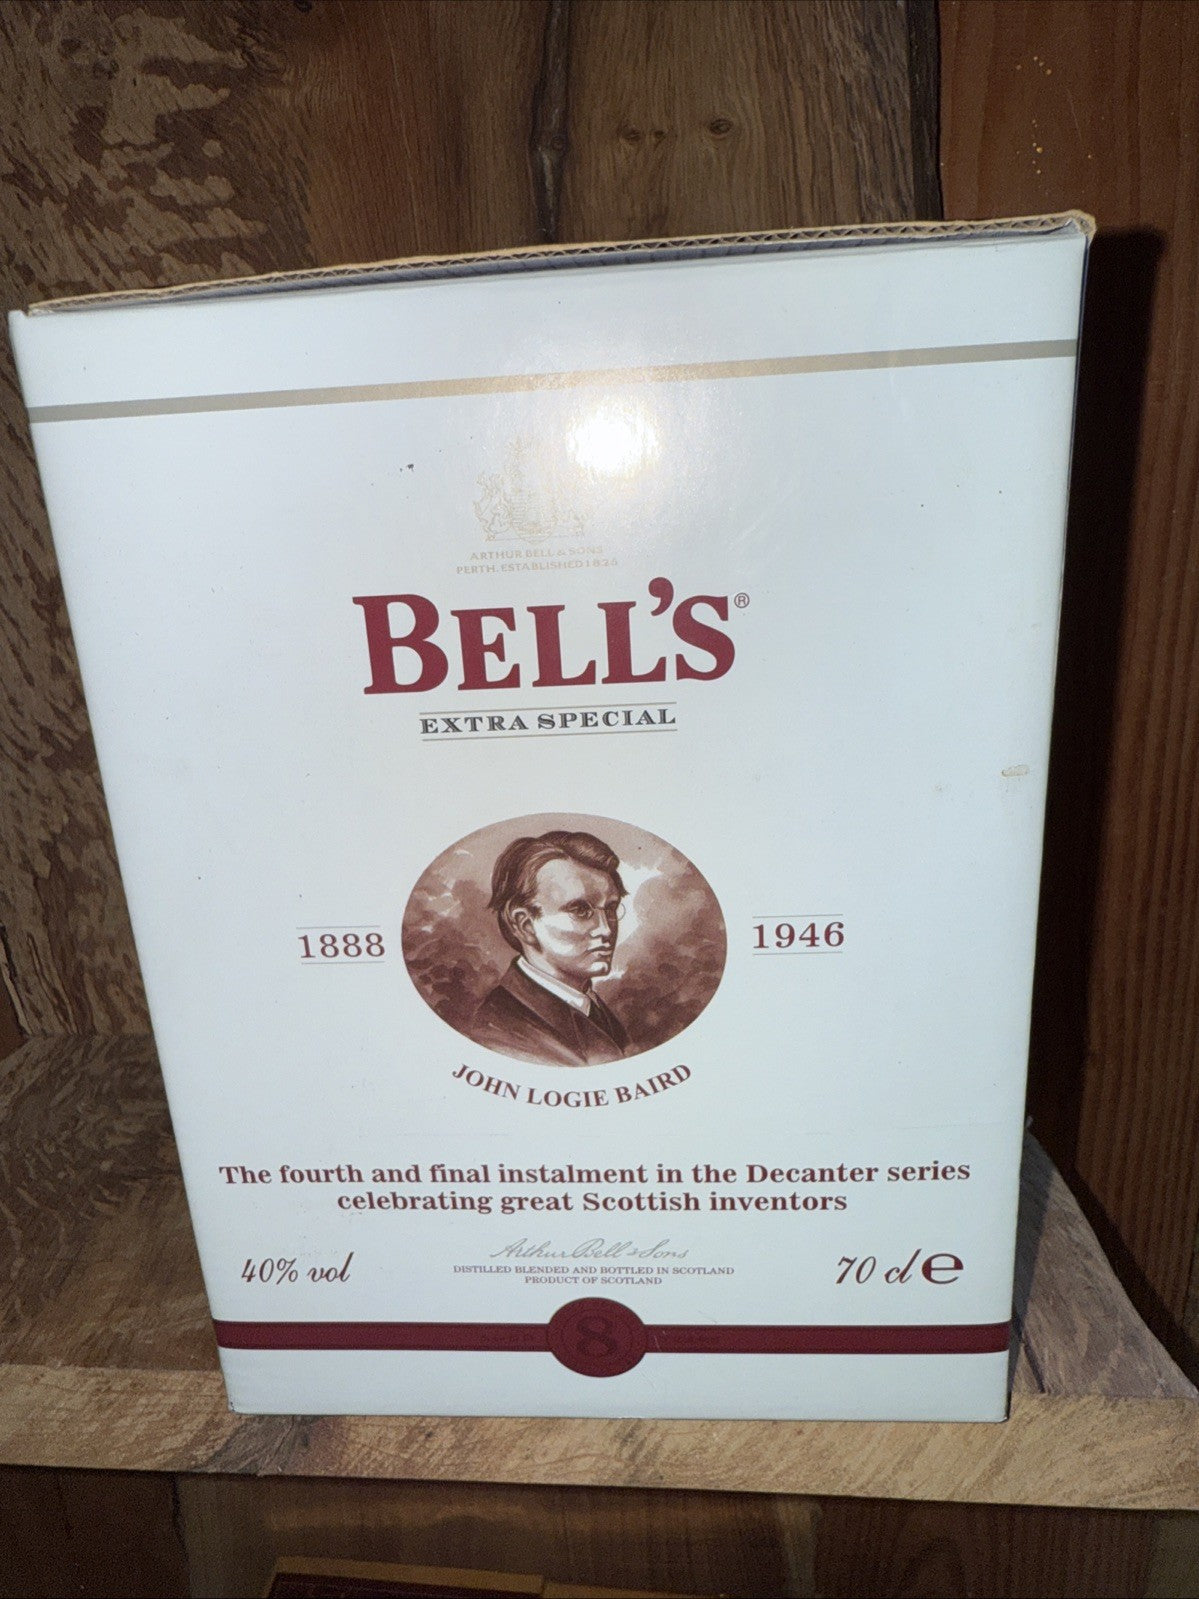 ARTHUR BELL & SONS
PERTH. ESTABLISHED 1825
BELL'S®
EXTRA SPECIAL
1888
1946
JOHN LOGIE BAIRD
The fourth and final instalment in the Decanter series
celebrating great Scottish inventors
40% vol
Arthur Bell & Sons
DISTILLED BLENDED AND BOTTLED IN SCOTLAND
PRODUCT OF SCOTLAND
70 cl e
8